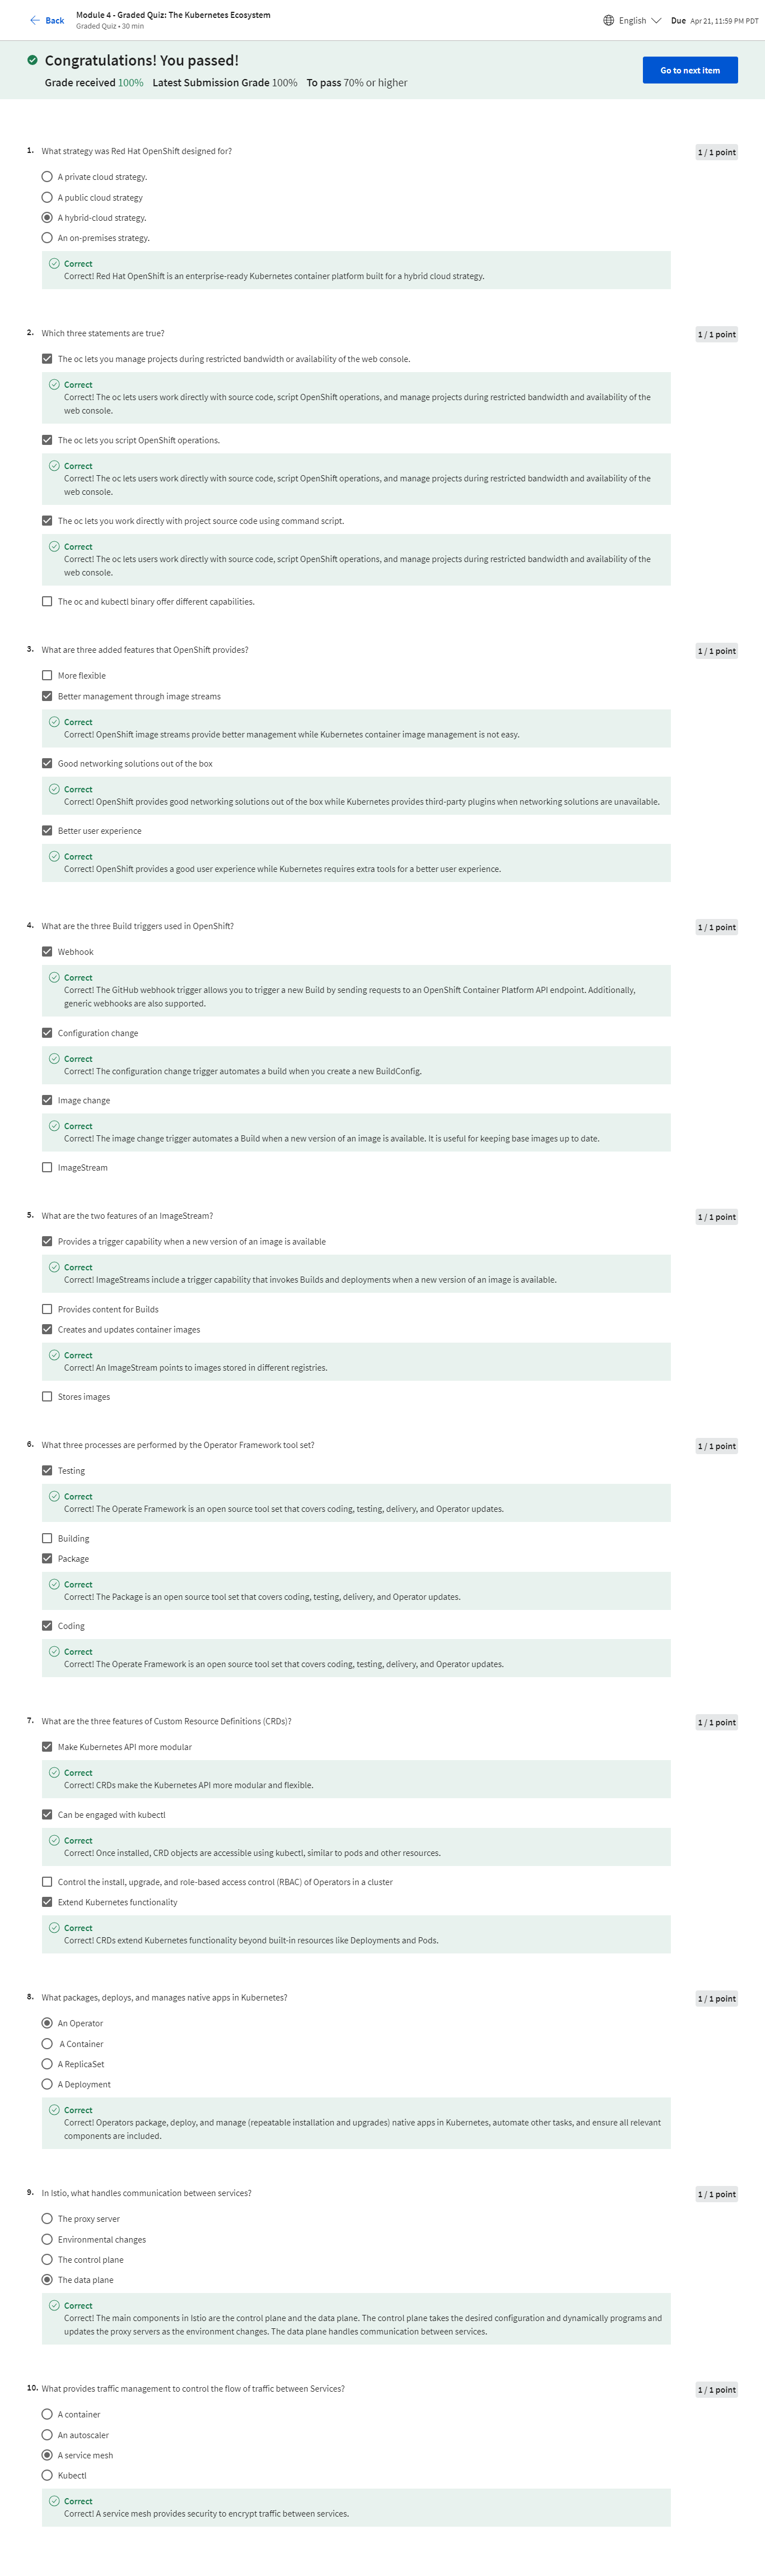 Back
Module 4 - Graded Quiz: The Kubernetes Ecosystem
Graded Quiz • 30 min
English
Due Apr 21, 11:59 PM PDT
Congratulations! You passed!
Grade received 100% Latest Submission Grade 100% To pass 70% or higher
Go to next item
1. What strategy was Red Hat OpenShift designed for?
1 / 1 point
A private cloud strategy.
A public cloud strategy
A hybrid-cloud strategy.
An on-premises strategy.
Correct
Correct! Red Hat OpenShift is an enterprise-ready Kubernetes container platform built for a hybrid cloud strategy.
2. Which three statements are true?
1 / 1 point
The oc lets you manage projects during restricted bandwidth or availability of the web console.
Correct
Correct! The oc lets users work directly with source code, script OpenShift operations, and manage projects during restricted bandwidth and availability of the
web console.
The oc lets you script OpenShift operations.
Correct
Correct! The oc lets users work directly with source code, script OpenShift operations, and manage projects during restricted bandwidth and availability of the
web console.
The oc lets you work directly with project source code using command script.
Correct
Correct! The oc lets users work directly with source code, script OpenShift operations, and manage projects during restricted bandwidth and availability of the
web console.
The oc and kubectl binary offer different capabilities.
3. What are three added features that OpenShift provides?
1 / 1 point
More flexible
Better management through image streams
Correct
Correct! OpenShift image streams provide better management while Kubernetes container image management is not easy.
Good networking solutions out of the box
Correct
Correct! OpenShift provides good networking solutions out of the box while Kubernetes provides third-party plugins when networking solutions are unavailable.
Better user experience
Correct
Correct! OpenShift provides a good user experience while Kubernetes requires extra tools for a better user experience.
4. What are the three Build triggers used in OpenShift?
1 / 1 point
Webhook
Correct
Correct! The GitHub webhook trigger allows you to trigger a new Build by sending requests to an OpenShift Container Platform API endpoint. Additionally,
generic webhooks are also supported.
Configuration change
Correct
Correct! The configuration change trigger automates a build when you create a new BuildConfig.
Image change
Correct
Correct! The image change trigger automates a Build when a new version of an image is available. It is useful for keeping base images up to date.
ImageStream
5. What are the two features of an ImageStream?
1 / 1 point
Provides a trigger capability when a new version of an image is available
Correct
Correct! ImageStreams include a trigger capability that invokes Builds and deployments when a new version of an image is available.
Provides content for Builds
Creates and updates container images
Correct
Correct! An ImageStream points to images stored in different registries.
Stores images
6. What three processes are performed by the Operator Framework tool set?
1 / 1 point
Testing
Correct
Correct! The Operate Framework is an open source tool set that covers coding, testing, delivery, and Operator updates.
Building
Package
Correct
Correct! The Package is an open source tool set that covers coding, testing, delivery, and Operator updates.
Coding
Correct
Correct! The Operate Framework is an open source tool set that covers coding, testing, delivery, and Operator updates.
7. What are the three features of Custom Resource Definitions (CRDs)?
1 / 1 point
Make Kubernetes API more modular
Correct
Correct! CRDs make the Kubernetes API more modular and flexible.
Can be engaged with kubectl
Correct
Correct! Once installed, CRD objects are accessible using kubectl, similar to pods and other resources.
Control the install, upgrade, and role-based access control (RBAC) of Operators in a cluster
Extend Kubernetes functionality
Correct
Correct! CRDs extend Kubernetes functionality beyond built-in resources like Deployments and Pods.
8. What packages, deploys, and manages native apps in Kubernetes?
1 / 1 point
An Operator
A Container
A ReplicaSet
A Deployment
Correct
Correct! Operators package, deploy, and manage (repeatable installation and upgrades) native apps in Kubernetes, automate other tasks, and ensure all relevant
components are included.
9. In Istio, what handles communication between services?
1 / 1 point
The proxy server
Environmental changes
The control plane
The data plane
Correct
Correct! The main components in Istio are the control plane and the data plane. The control plane takes the desired configuration and dynamically programs and
updates the proxy servers as the environment changes. The data plane handles communication between services.
10. What provides traffic management to control the flow of traffic between Services?
1 / 1 point
A container
An autoscaler
A service mesh
Kubectl
Correct
Correct! A service mesh provides security to encrypt traffic between services.